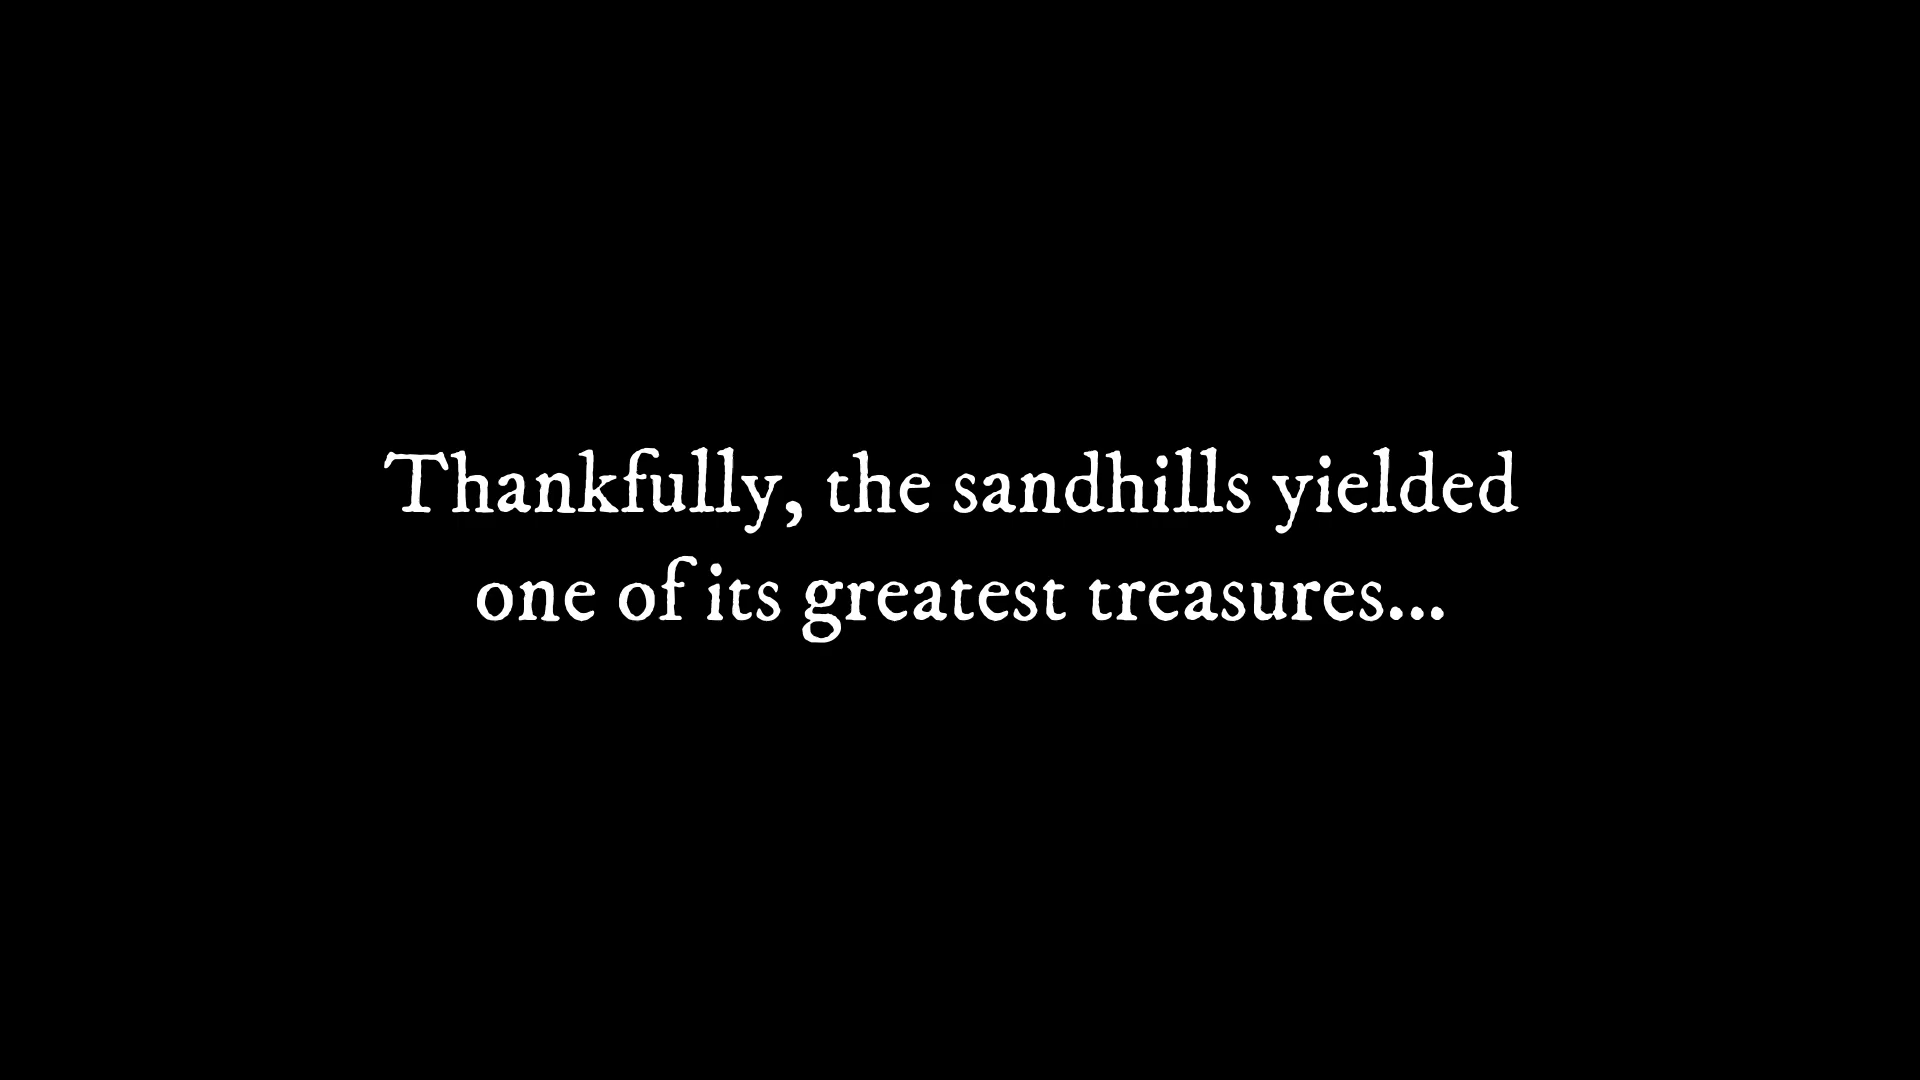 Thankfully, the sandhills yielded
one of its greatest treasures...